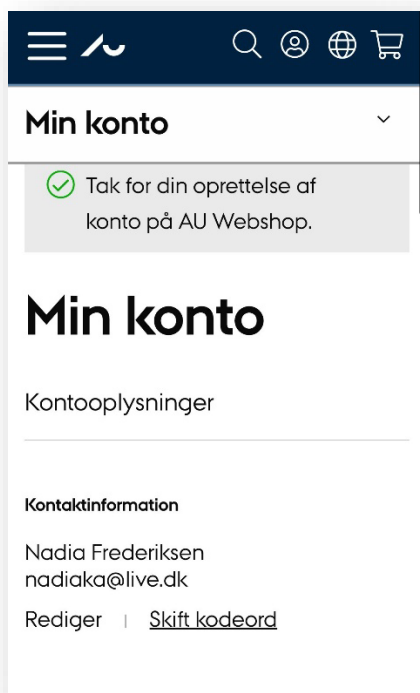 Min konto
Tak for din oprettelse af
konto på AU Webshop.
Min konto
Kontooplysninger
Kontaktinformation
Nadia Frederiksen
nadiaka@live.dk
Rediger | Skift kodeord